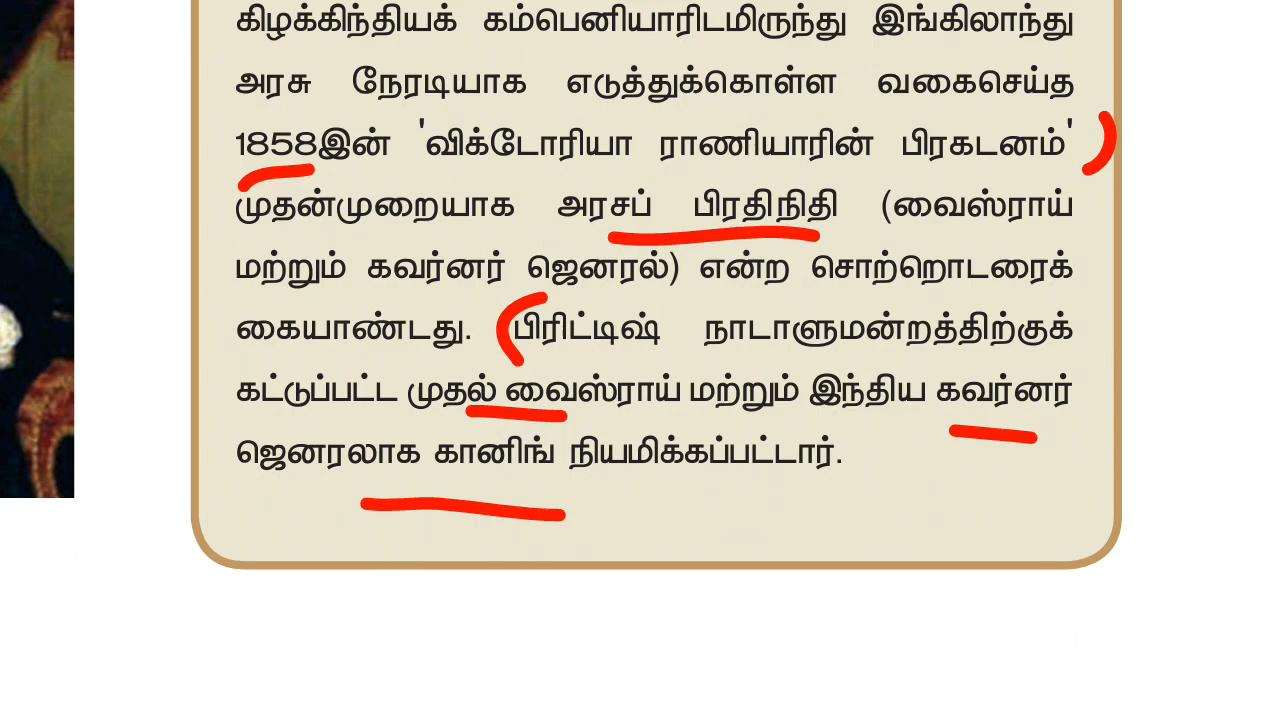 கிழக்கிந்தியக் கம்பெனியாரிடமிருந்து இங்கிலாந்து
அரசு நேரடியாக எடுத்துக்கொள்ள வகைசெய்த
1858இன் 'விக்டோரியா ராணியாரின் பிரகடனம்'
முதன்முறையாக அரசப் பிரதிநிதி (வைஸ்ராய்
மற்றும் கவர்னர் ஜெனரல்) என்ற சொற்றொடரைக்
கையாண்டது. பிரிட்டிஷ் நாடாளுமன்றத்திற்குக்
கட்டுப்பட்ட முதல் வைஸ்ராய் மற்றும் இந்திய கவர்னர்
ஜெனரலாக கானிங் நியமிக்கப்பட்டார்.